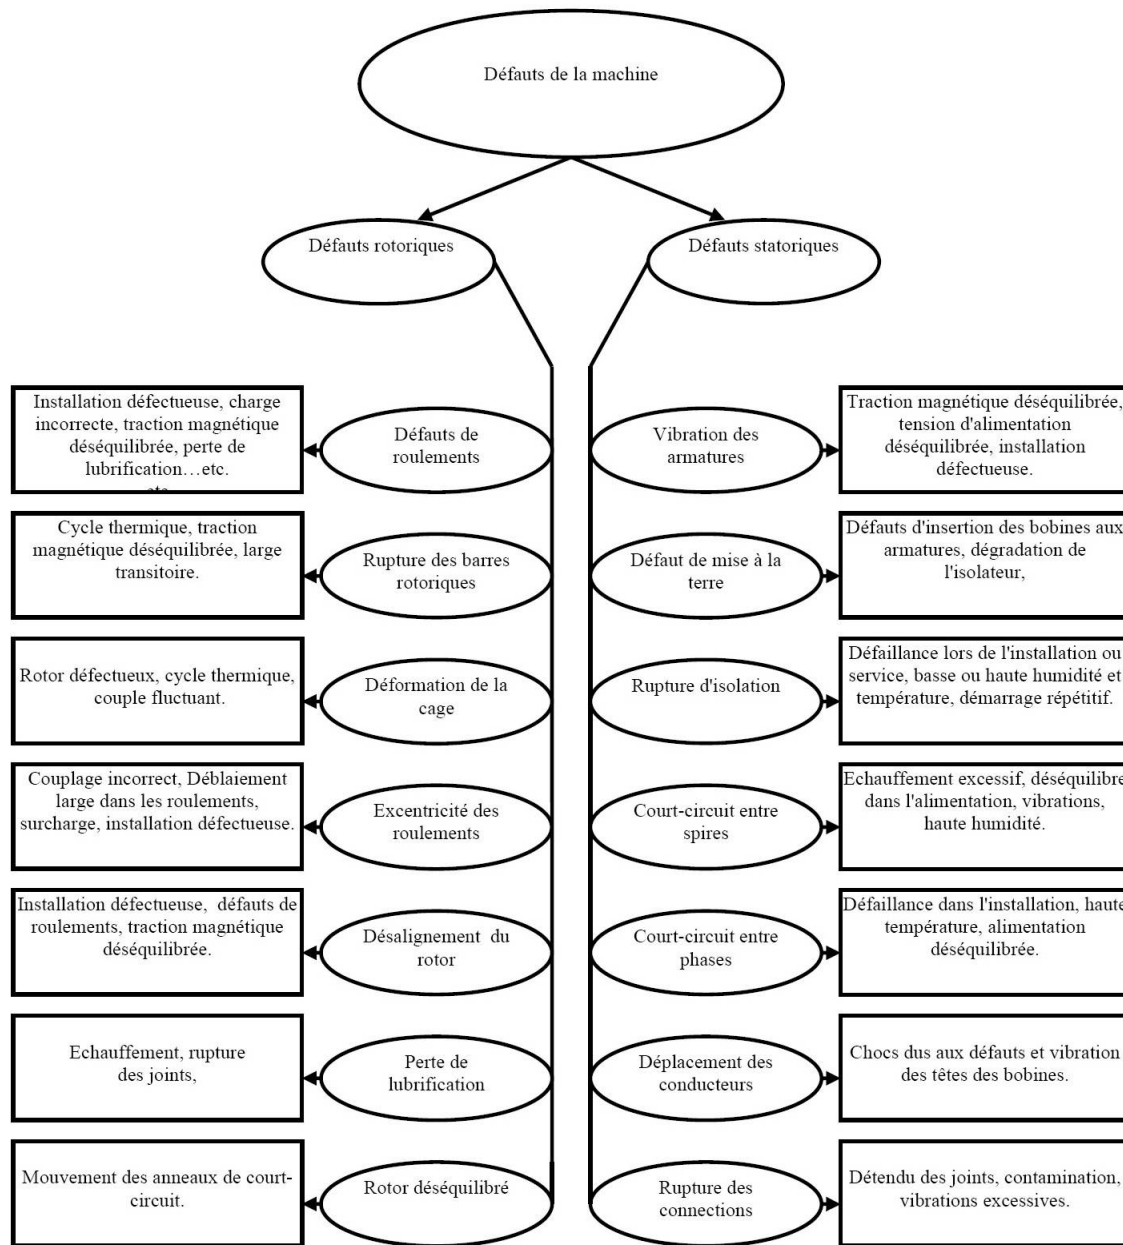 Défauts de la machine
Défauts rotoriques
Défauts statoriques
Installation défectueuse, charge
incorrecte, traction magnétique
déséquilibrée, perte de
lubrification…etc.
etc
Défauts de
roulements
Vibration des
armatures
Traction magnétique déséquilibrée,
tension d'alimentation
déséquilibrée, installation
défectueuse.
Cycle thermique, traction
magnétique déséquilibrée, large
transitoire.
Rupture des barres
rotoriques
Défaut de mise à la
terre
Défauts d'insertion des bobines aux
armatures, dégradation de
l'isolateur,
Rotor défectueux, cycle thermique,
couple fluctuant.
Déformation de la
cage
Rupture d'isolation
Défaillance lors de l'installation ou
service, basse ou haute humidité et
température, démarrage répétitif.
Couplage incorrect, Déblaiement
large dans les roulements,
surcharge, installation défectueuse.
Excentricité des
roulements
Court-circuit entre
spires
Echauffement excessif, déséquilibre
dans l'alimentation, vibrations,
haute humidité.
Installation défectueuse, défauts de
roulements, traction magnétique
déséquilibrée.
Désalignement du
rotor
Court-circuit entre
phases
Défaillance dans l'installation, haute
température, alimentation
déséquilibrée.
Echauffement, rupture
des joints,
Perte de
lubrification
Déplacement des
conducteurs
Chocs dus aux défauts et vibration
des têtes des bobines.
Mouvement des anneaux de court-
circuit.
Rotor déséquilibré
Rupture des
connections
Détendu des joints, contamination,
vibrations excessives.